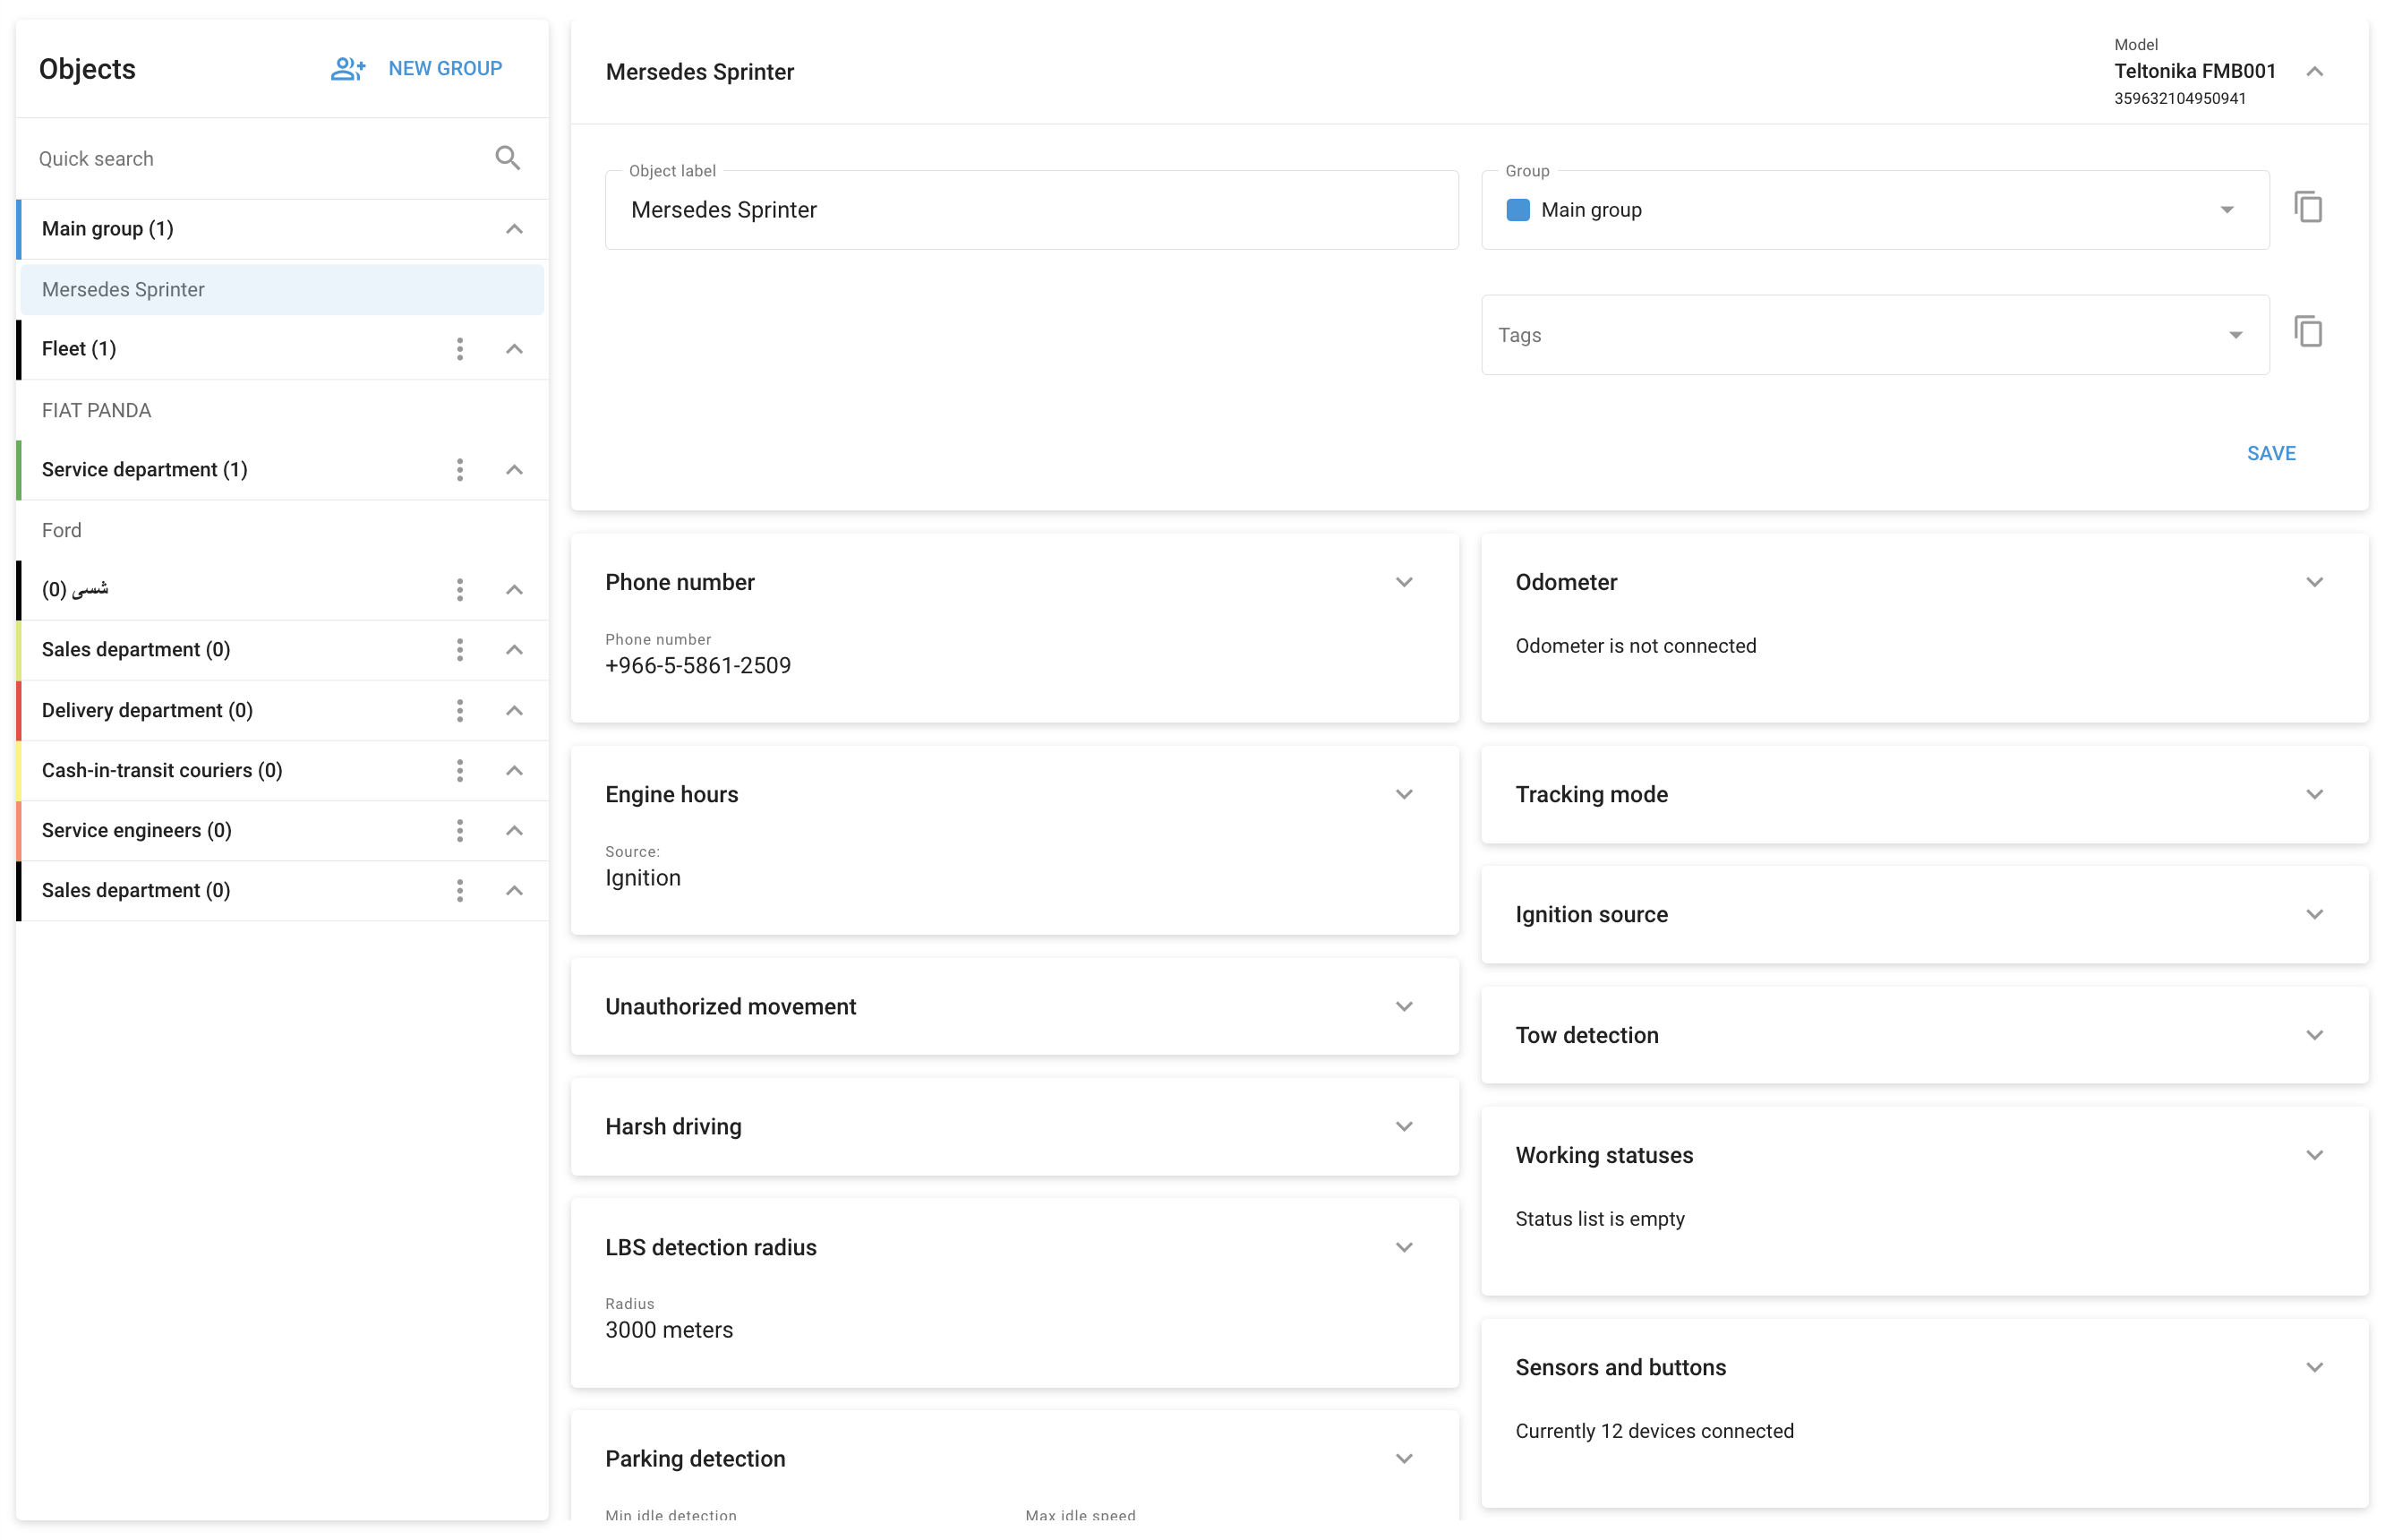 Objects
NEW GROUP
Quick search
Main group (1)
Mersedes Sprinter
Fleet (1)
FIAT PANDA
Service department (1)
Ford
شسی (0)
Sales department (0)
Delivery department (0)
Cash-in-transit couriers (0)
Service engineers (0)
Sales department (0)
Mersedes Sprinter
Model
Teltonika FMB001
359632104950941
Object label
Mersedes Sprinter
Group
Main group
Tags
SAVE
Phone number
Phone number
+966-5-5861-2509
Engine hours
Source:
Ignition
Unauthorized movement
Harsh driving
LBS detection radius
Radius
3000 meters
Parking detection
Min idle detection
Max idle speed
Odometer
Odometer is not connected
Tracking mode
Ignition source
Tow detection
Working statuses
Status list is empty
Sensors and buttons
Currently 12 devices connected